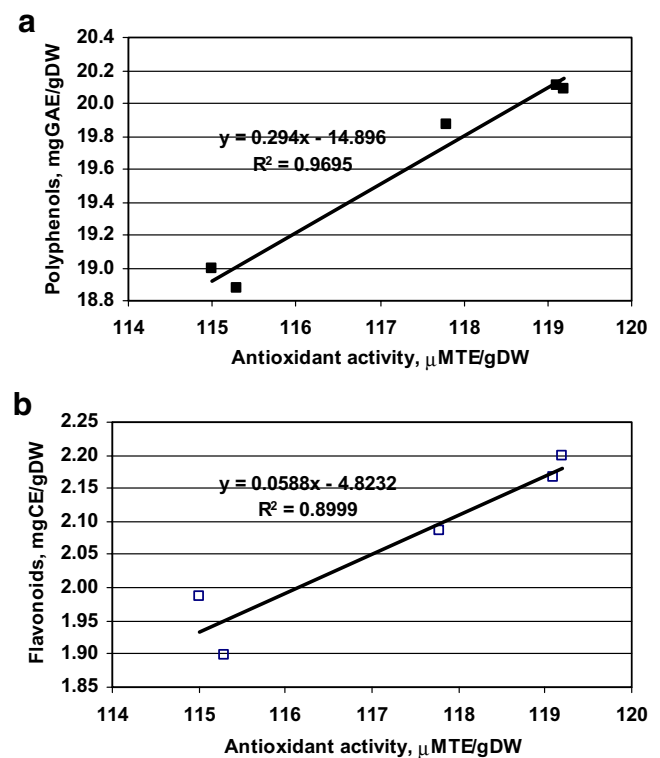 a
20.4
20.2
20.0
19.8
19.6
19.4
19.2
19.0
18.8
Polyphenols, mgGAE/gDW
y = 0.294x - 14.896
R² = 0.9695
114 115 116 117 118 119 120
Antioxidant activity, μMTE/gDW
b
2.25
2.20
2.15
2.10
2.05
2.00
1.95
1.90
1.85
Flavonoids, mgCE/gDW
y = 0.0588x - 4.8232
R² = 0.8999
114 115 116 117 118 119 120
Antioxidant activity, μMTE/gDW